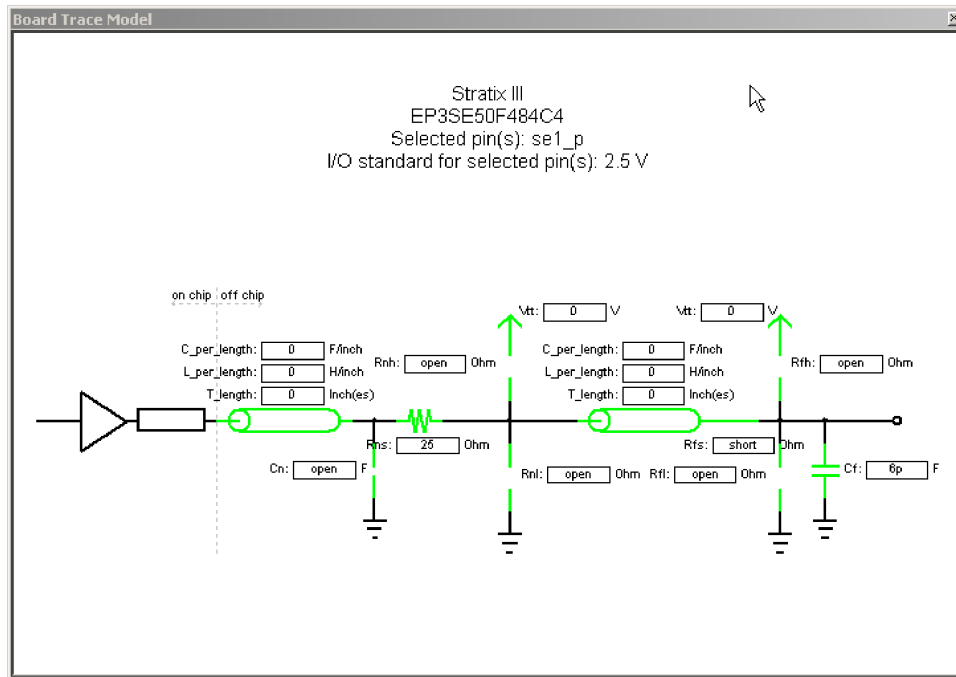 Board Trace Model
Stratix III
EP3SE50F484C4
Selected pin(s): se1_p
I/O standard for selected pin(s): 2.5 V
on chip off chip
Vtt: 0 V
Vtt: 0 V
C_per_length: 0 F/inch
L_per_length: 0 H/inch
T_length: 0 Inch(es)
Rnh: open Ohm
C_per_length: 0 F/inch
L_per_length: 0 H/inch
T_length: 0 Inch(es)
Rfh: open Ohm
Rns: 25 Ohm
Rfs: short Ohm
Cn: open F
Rnl: open Ohm
Rfl: open Ohm
Cf: 6p F